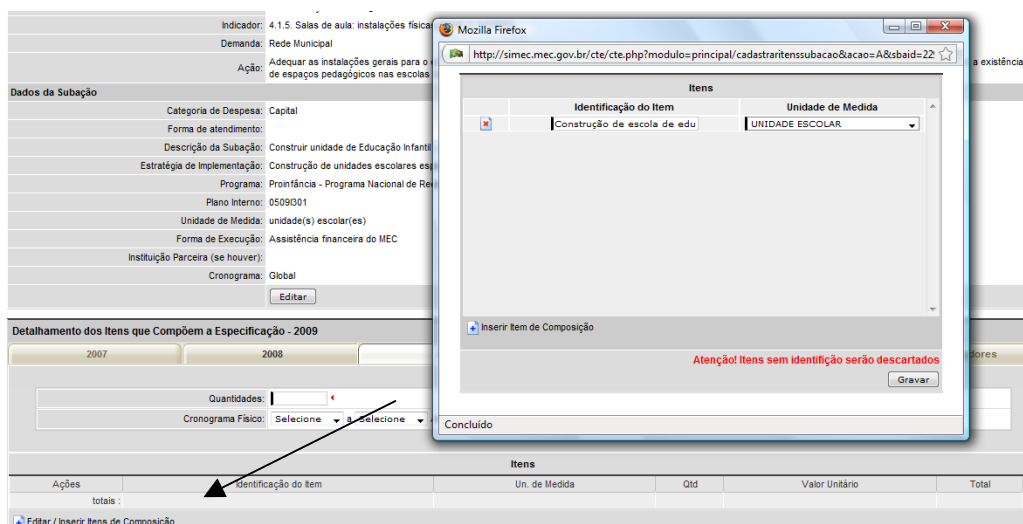 Indicador: 4.1.5. Salas de aula: instalações físicas
Demanda: Rede Municipal
Ação: Adequar as instalações gerais para o
de espaços pedagógicos nas escolas
a existência
Dados da Subação
Categoria de Despesa: Capital
Forma de atendimento:
Descrição da Subação: Construir unidade de Educação Infantil
Estratégia de Implementação: Construção de unidades escolares esp
Programa: Proinfância - Programa Nacional de Re
Plano Interno: 0509I301
Unidade de Medida: unidade(s) escolar(es)
Forma de Execução: Assistência financeira do MEC
Instituição Parceira (se houver):
Cronograma: Global
Editar
Mozilla Firefox
http://simec.mec.gov.br/cte/cte.php?modulo=principal/cadastraritenssubacao&acao=A&sbaid=22
Itens
Identificação do Item Unidade de Medida
Construção de escola de edu UNIDADE ESCOLAR
Inserir Item de Composição
Atenção! Itens sem identifição serão descartados
Gravar
Concluído
Detalhamento dos Itens que Compõem a Especificação - 2009
2007 2008 dores
Quantidades:
Cronograma Físico: Selecione a Selecione
Itens
Ações Identificação do Item Un. de Medida Qtd Valor Unitário Total
totais :
Editar / Inserir Itens de Composição